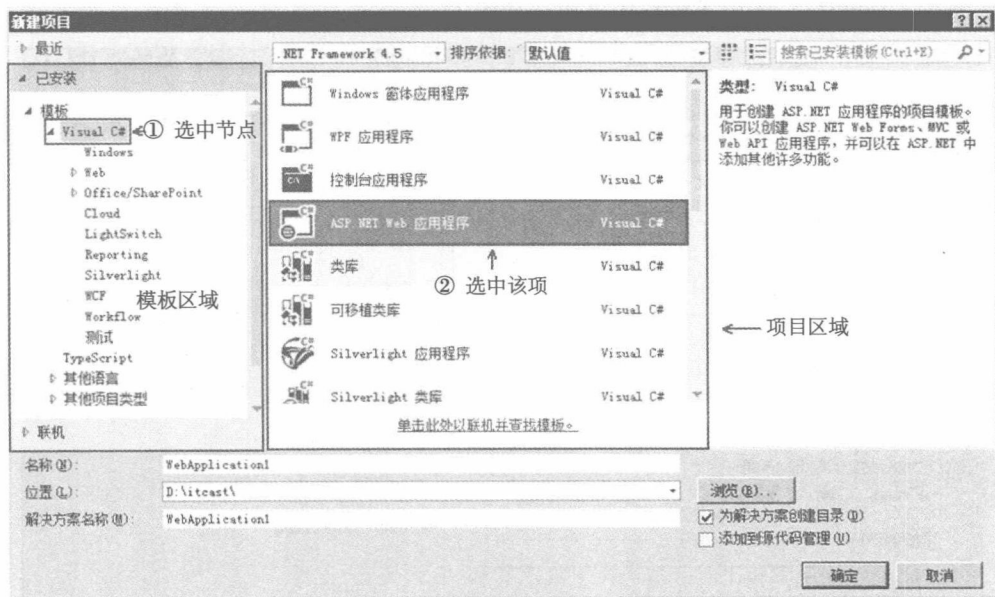 新建项目
最近
.NET Framework 4.5
排序依据:
默认值
搜索已安装模板(Ctrl+E)
已安装
模板
Visual C#
① 选中节点
Windows
Web
Office/SharePoint
Cloud
LightSwitch
Reporting
Silverlight
WCF
模板区域
Workflow
测试
TypeScript
其他语言
其他项目类型
联机
Windows 窗体应用程序 Visual C#
WPF 应用程序 Visual C#
控制台应用程序 Visual C#
ASP.NET Web 应用程序 Visual C#
② 选中该项
类库 Visual C#
可移植类库 Visual C#
Silverlight 应用程序 Visual C#
Silverlight 类库 Visual C#
单击此处以联机并查找模板。
项目区域
类型: Visual C#
用于创建 ASP.NET 应用程序的项目模板。
你可以创建 ASP.NET Web Forms、MVC 或
Web API 应用程序，并可以在 ASP.NET 中
添加其他许多功能。
名称(N): WebApplication1
位置(L): D:\itcast\
浏览(B)...
解决方案名称(M): WebApplication1
为解决方案创建目录(D)
添加到源代码管理(U)
确定
取消